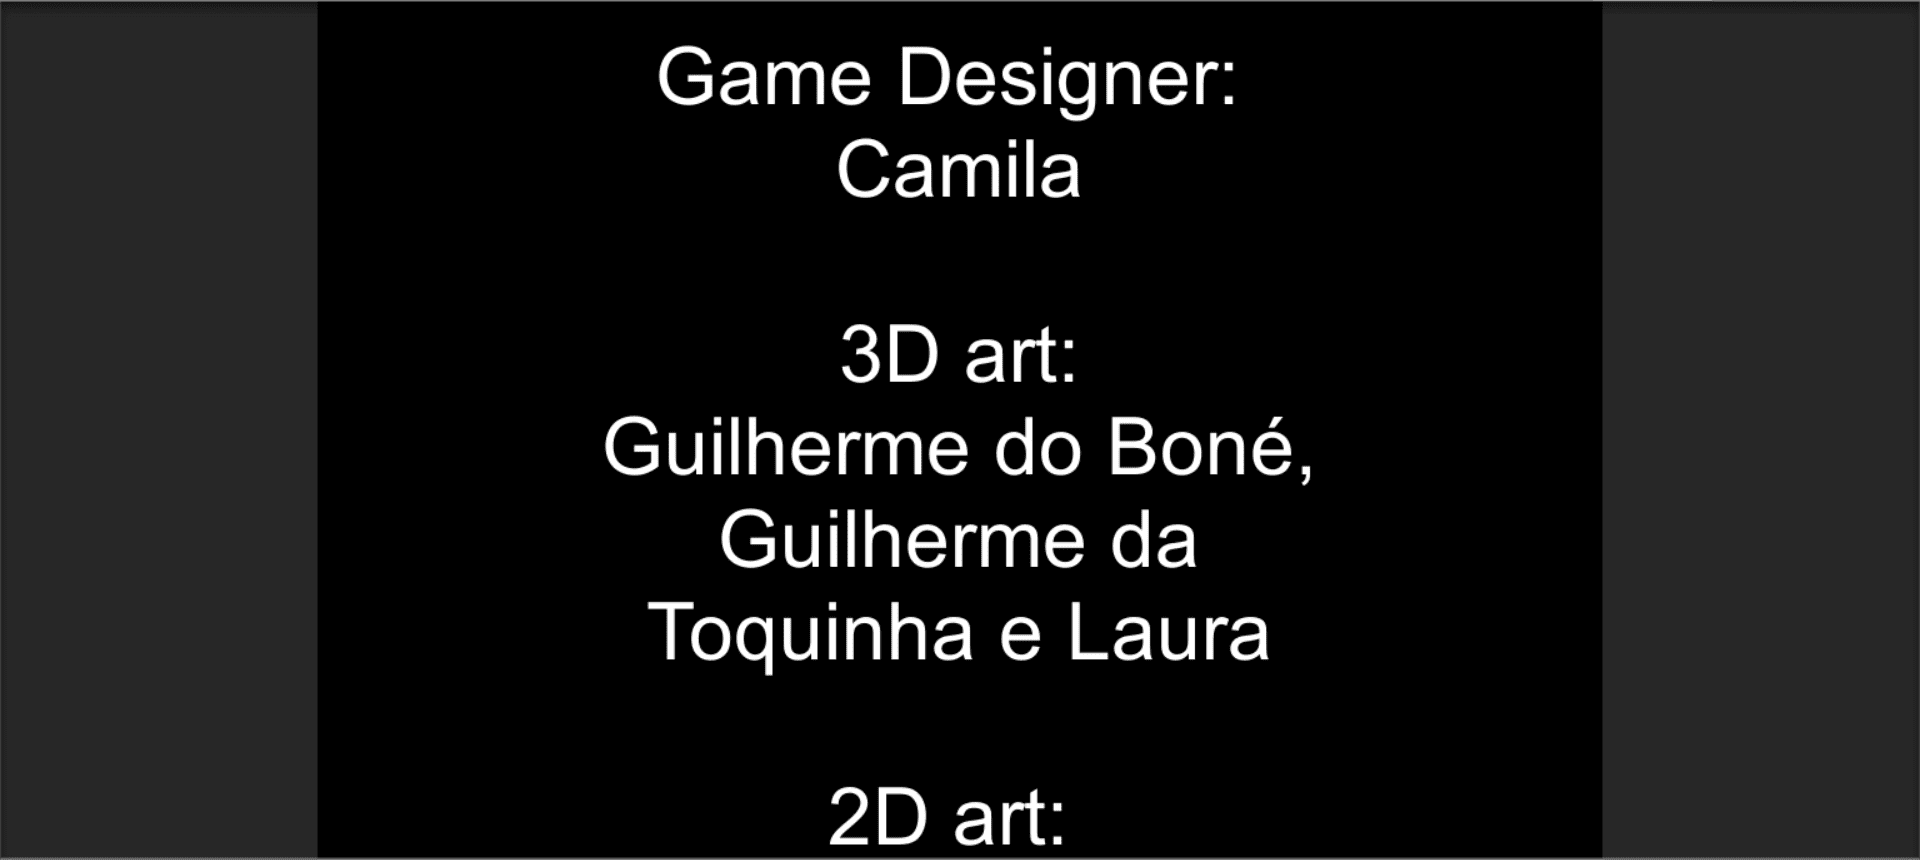 Game Designer:
Camila
3D art:
Guilherme do Boné,
Guilherme da
Toquinha e Laura
2D art: